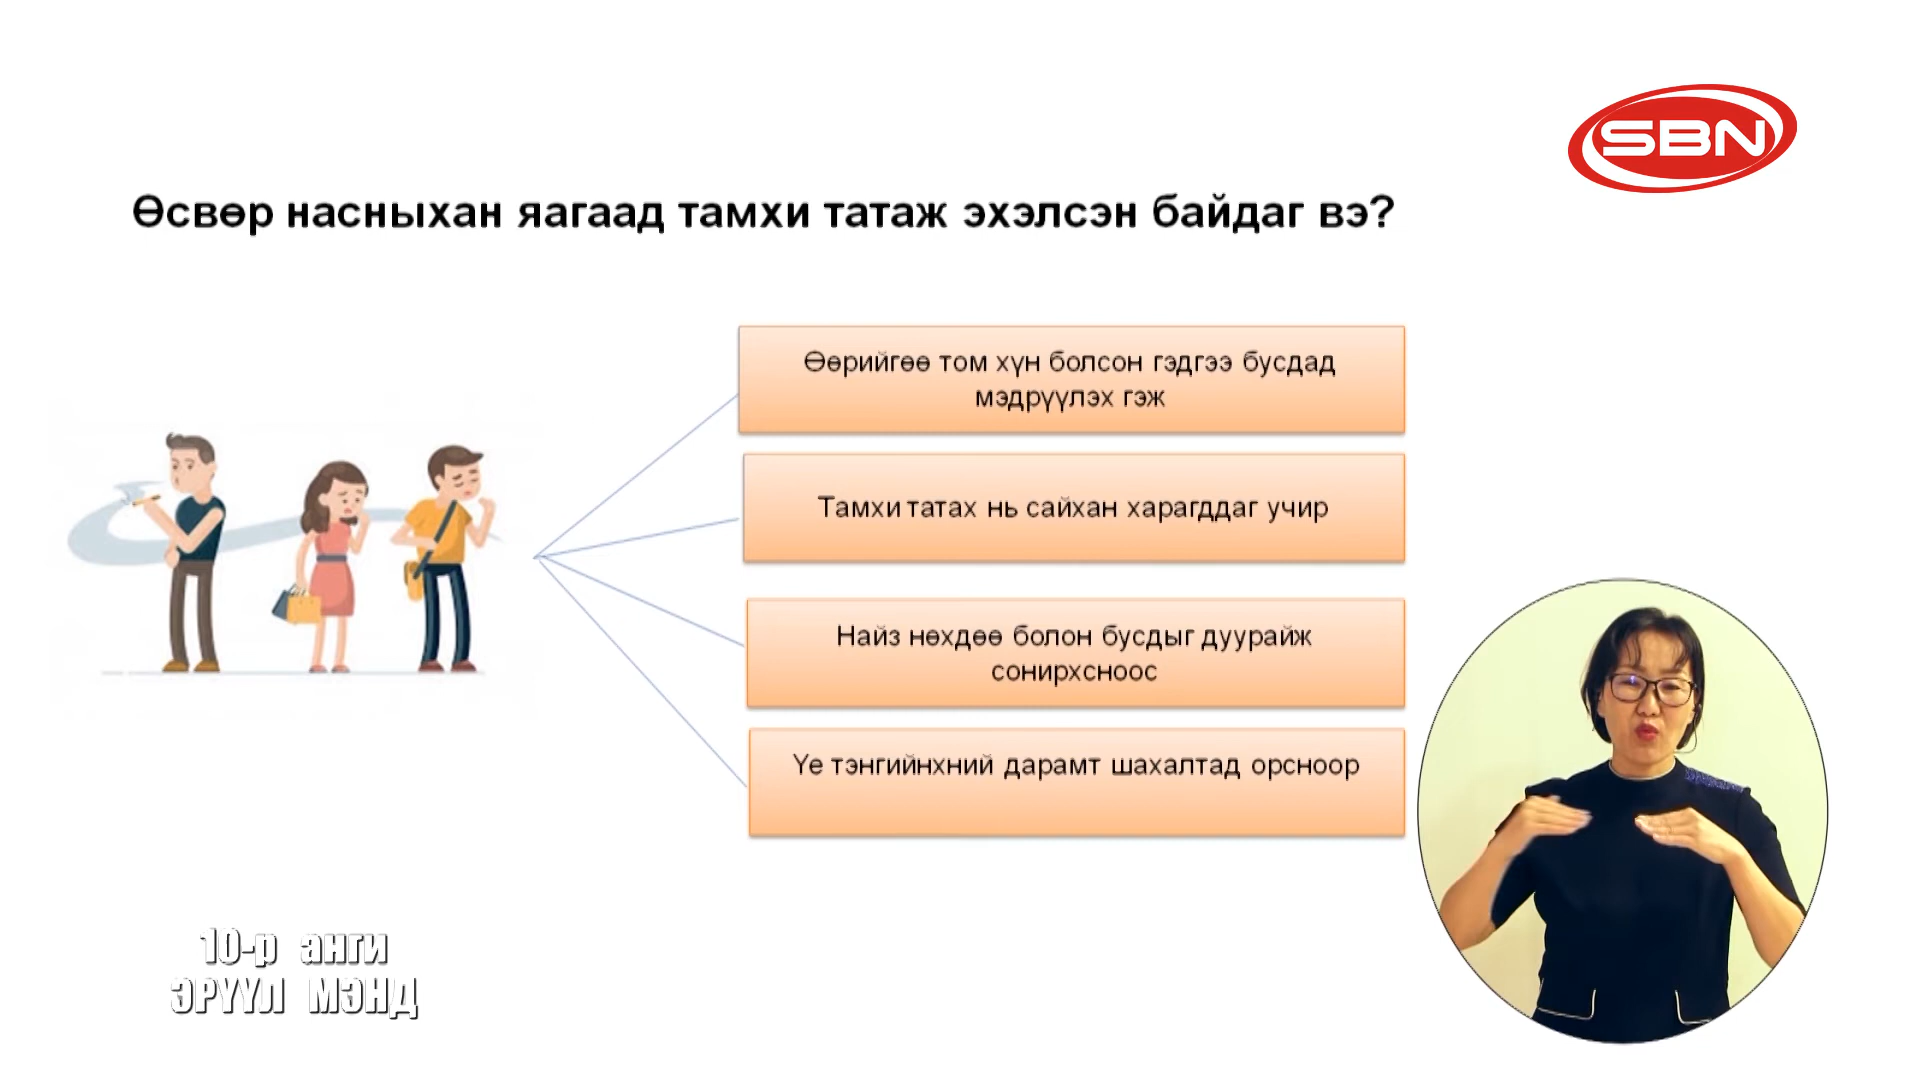 SBN
Өсвөр насныхан яагаад тамхи татаж эхэлсэн байдаг вэ?
Өөрийгөө том хүн болсон гэдгээ бусдад
мэдрүүлэх гэж
Тамхи татах нь сайхан харагддаг учир
Найз нөхдөө болон бусдыг дуурайж
сонирхсноос
Үе тэнгийнхний дарамт шахалтад орсноор
10-р анги
ЭРҮҮЛ МЭНД